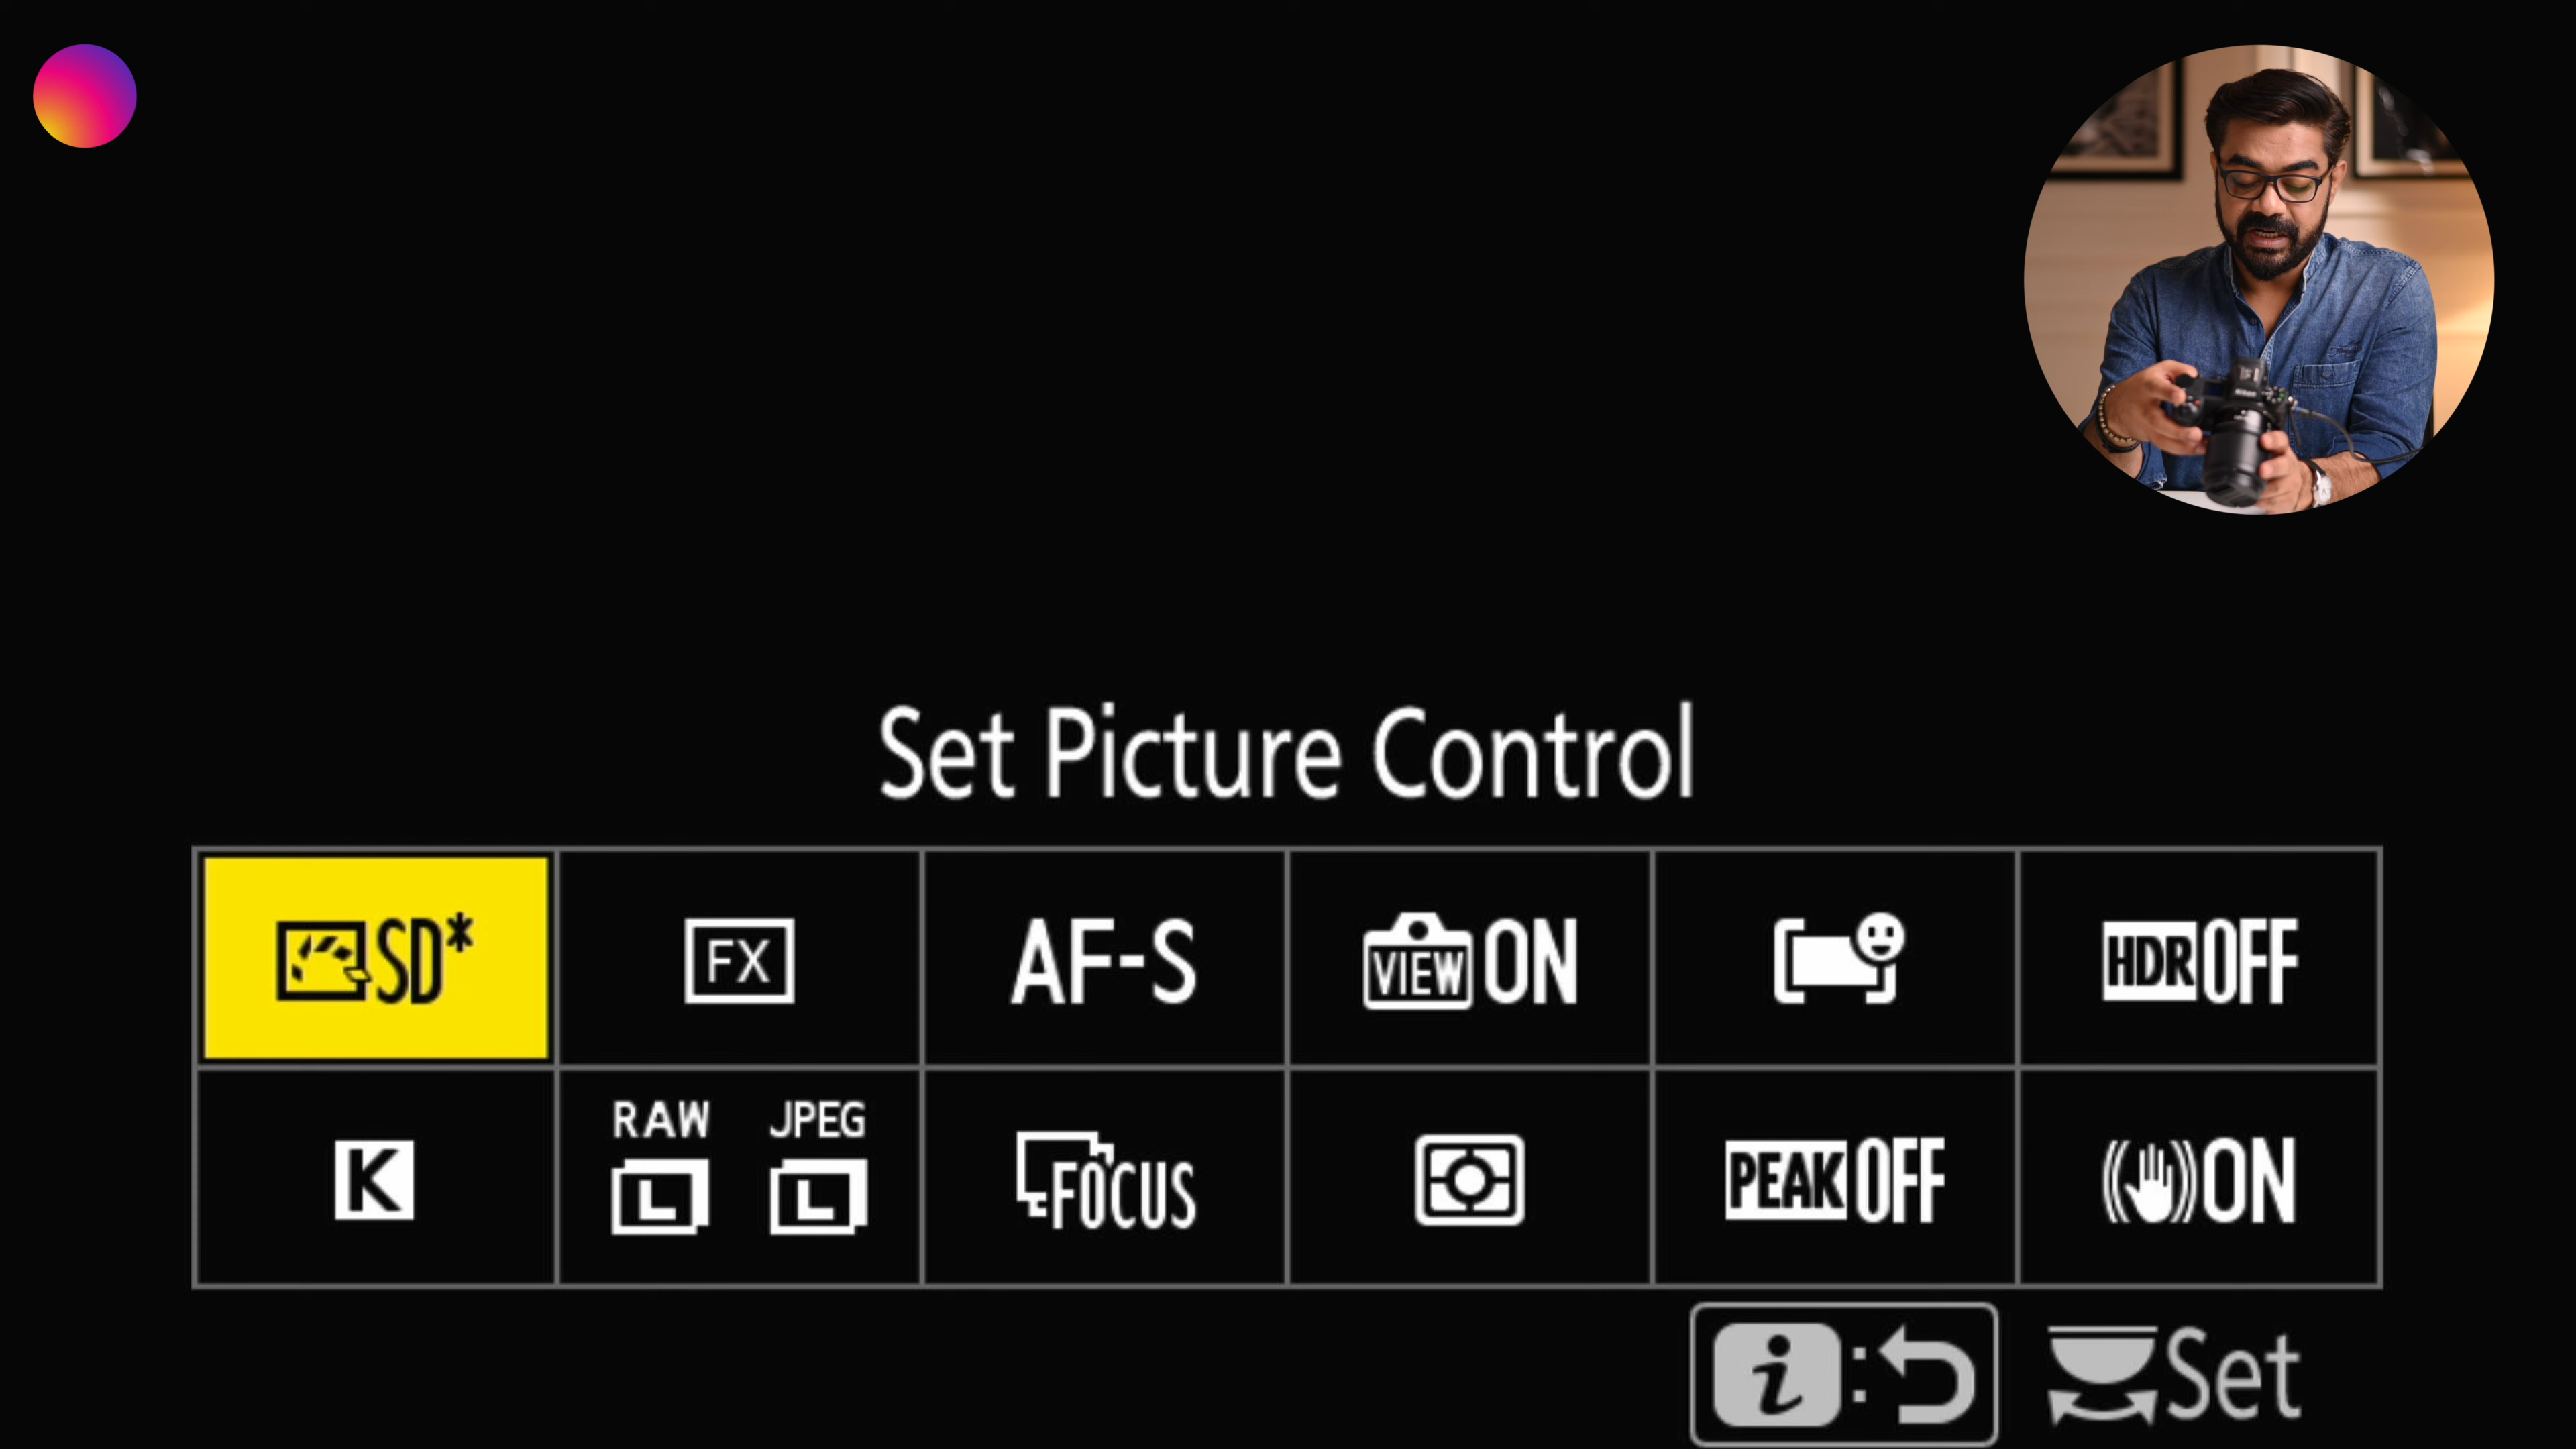 Set Picture Control
SD* FX AF-S VIEW ON HDR OFF
K RAW L JPEG L FOCUS PEAK OFF ON
i: Set